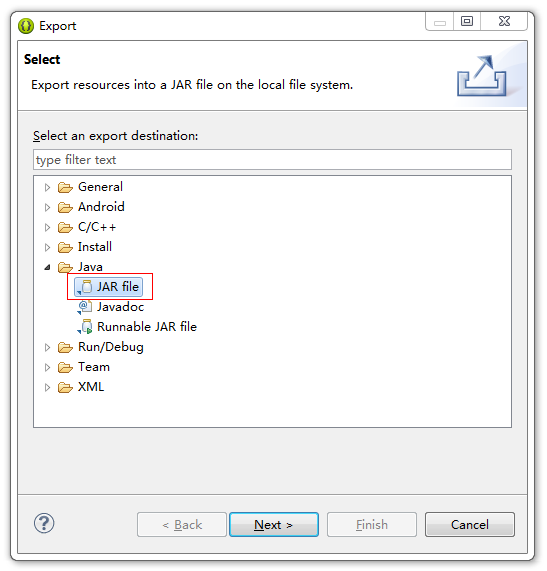 Export
Select
Export resources into a JAR file on the local file system.
Select an export destination:
type filter text
General
Android
C/C++
Install
Java
JAR file
Javadoc
Runnable JAR file
Run/Debug
Team
XML
? < Back Next > Finish Cancel